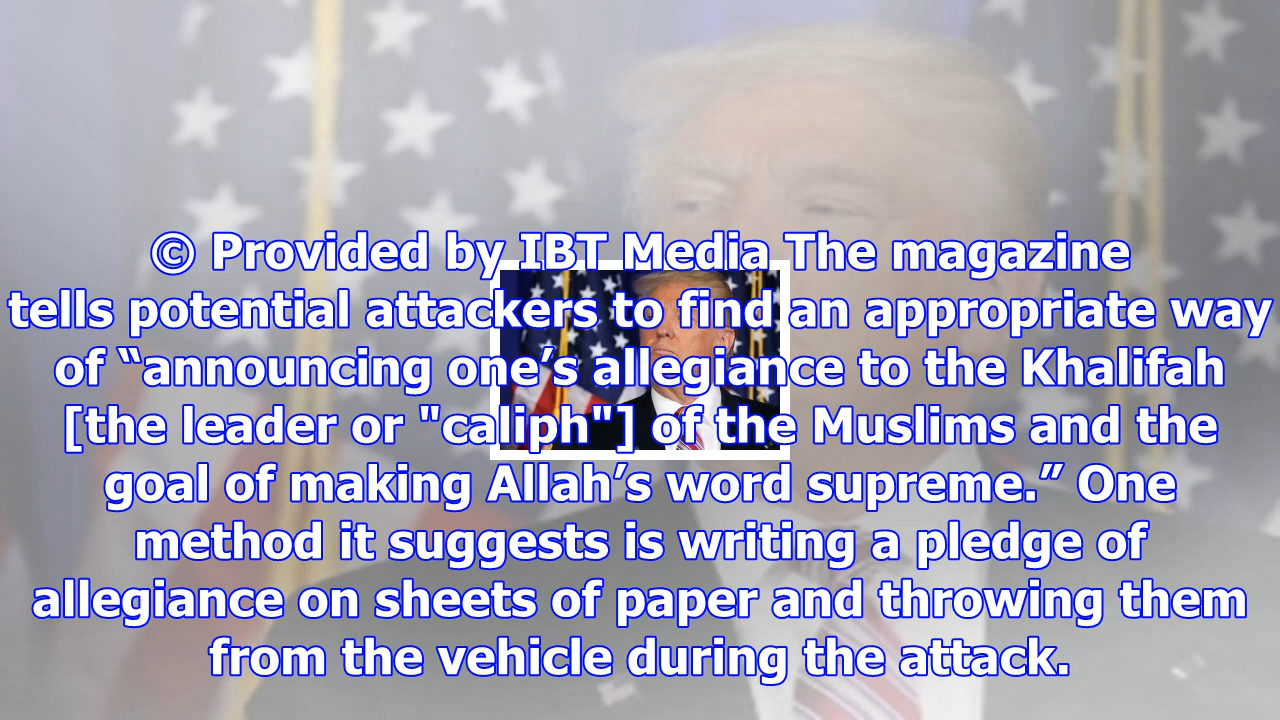 © Provided by IBT Media The magazine
tells potential attackers to find an appropriate way
of “announcing one’s allegiance to the Khalifah
[the leader or "caliph"] of the Muslims and the
goal of making Allah’s word supreme.” One
method it suggests is writing a pledge of
allegiance on sheets of paper and throwing them
from the vehicle during the attack.